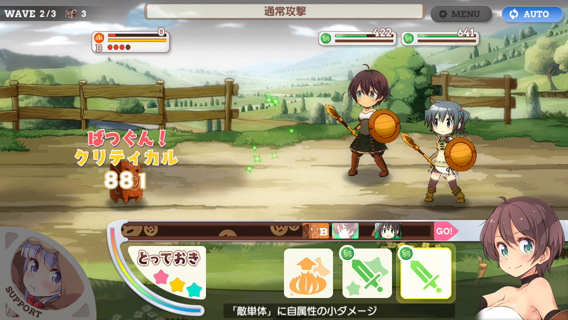 WAVE 2/3
3
通常攻撃
MENU
AUTO
0
B
422
641
ばつぐん!
クリティカル
881
B
GO!
とっておき
SUPPORT
「敵単体」に自属性の小ダメージ